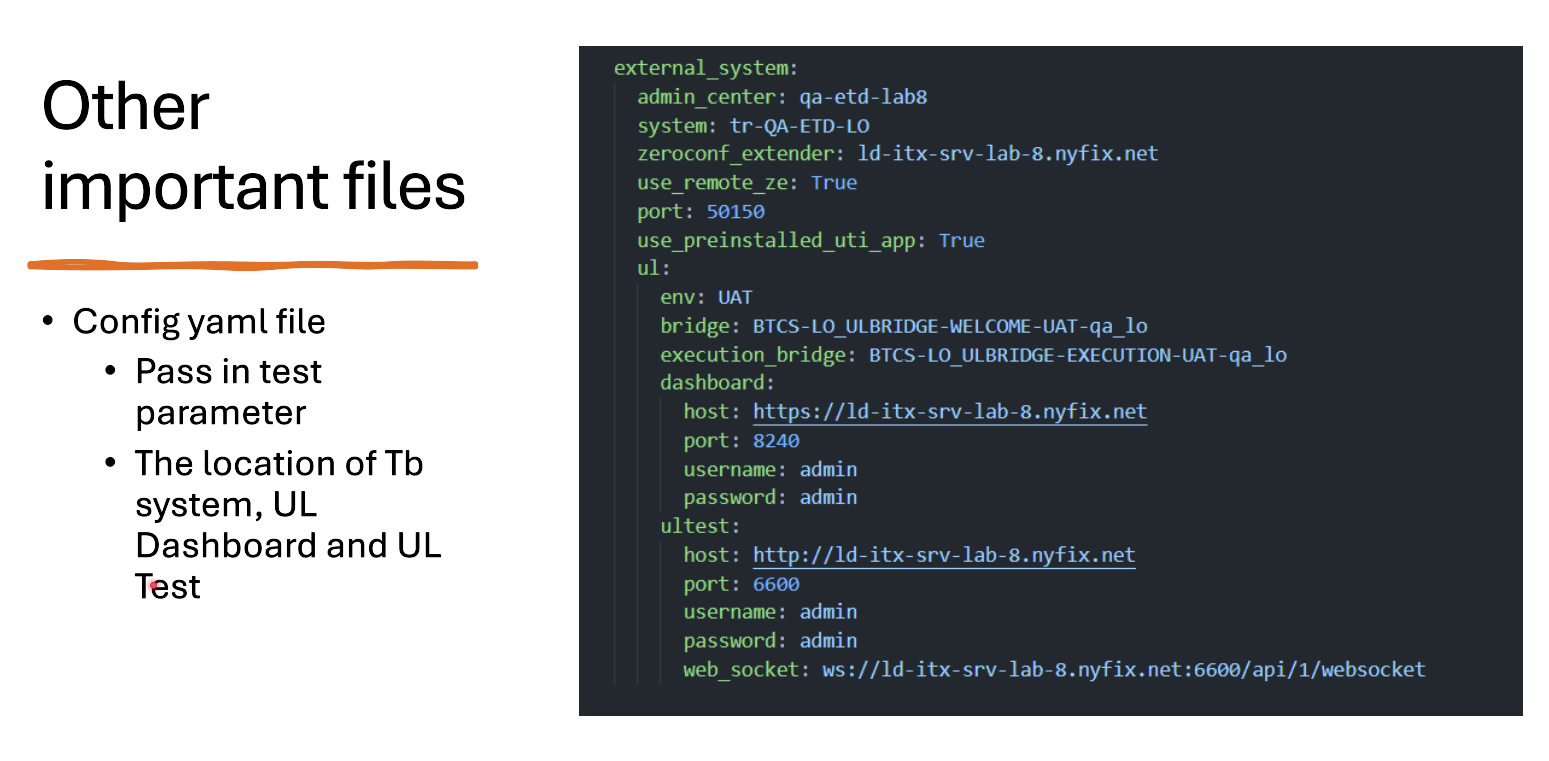 Other
important files
• Config yaml file
• Pass in test
parameter
• The location of Tb
system, UL
Dashboard and UL
Test
external_system:
admin_center: qa-etd-lab8
system: tr-QA-ETD-LO
zeroconf_extender: ld-itx-srv-lab-8.nyfix.net
use_remote_ze: True
port: 50150
use_preinstalled_uti_app: True
ul:
env: UAT
bridge: BTCS-LO_ULBRIDGE-WELCOME-UAT-qa_lo
execution_bridge: BTCS-LO_ULBRIDGE-EXECUTION-UAT-qa_lo
dashboard:
host: https://ld-itx-srv-lab-8.nyfix.net
port: 8240
username: admin
password: admin
ultest:
host: http://ld-itx-srv-lab-8.nyfix.net
port: 6600
username: admin
password: admin
web_socket: ws://ld-itx-srv-lab-8.nyfix.net:6600/api/1/websocket